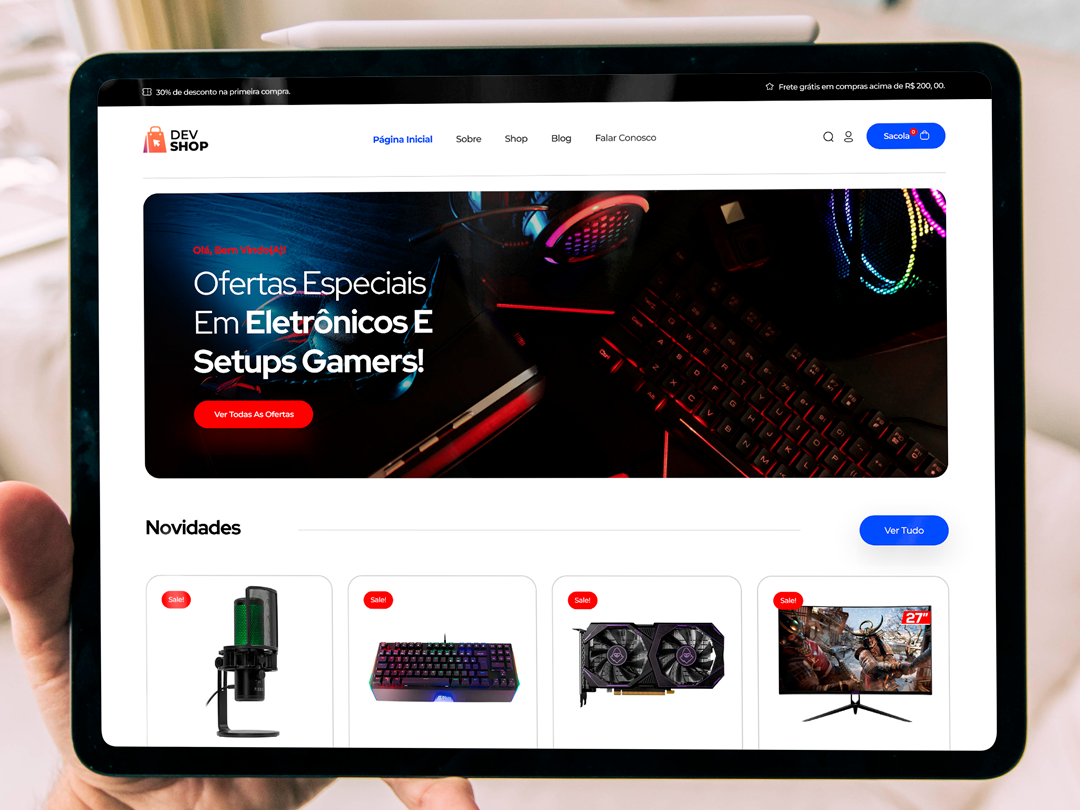 30% de desconto na primeira compra.
Frete grátis em compras acima de R$ 200, 00.
DEV
SHOP
Página Inicial
Sobre
Shop
Blog
Falar Conosco
Sacola
0
Olá, Bem Vindo(A)!
Ofertas Especiais
Em Eletrônicos E
Setups Gamers!
Ver Todas As Ofertas
Novidades
Ver Tudo
Sale!
Sale!
Sale!
Sale!
27"